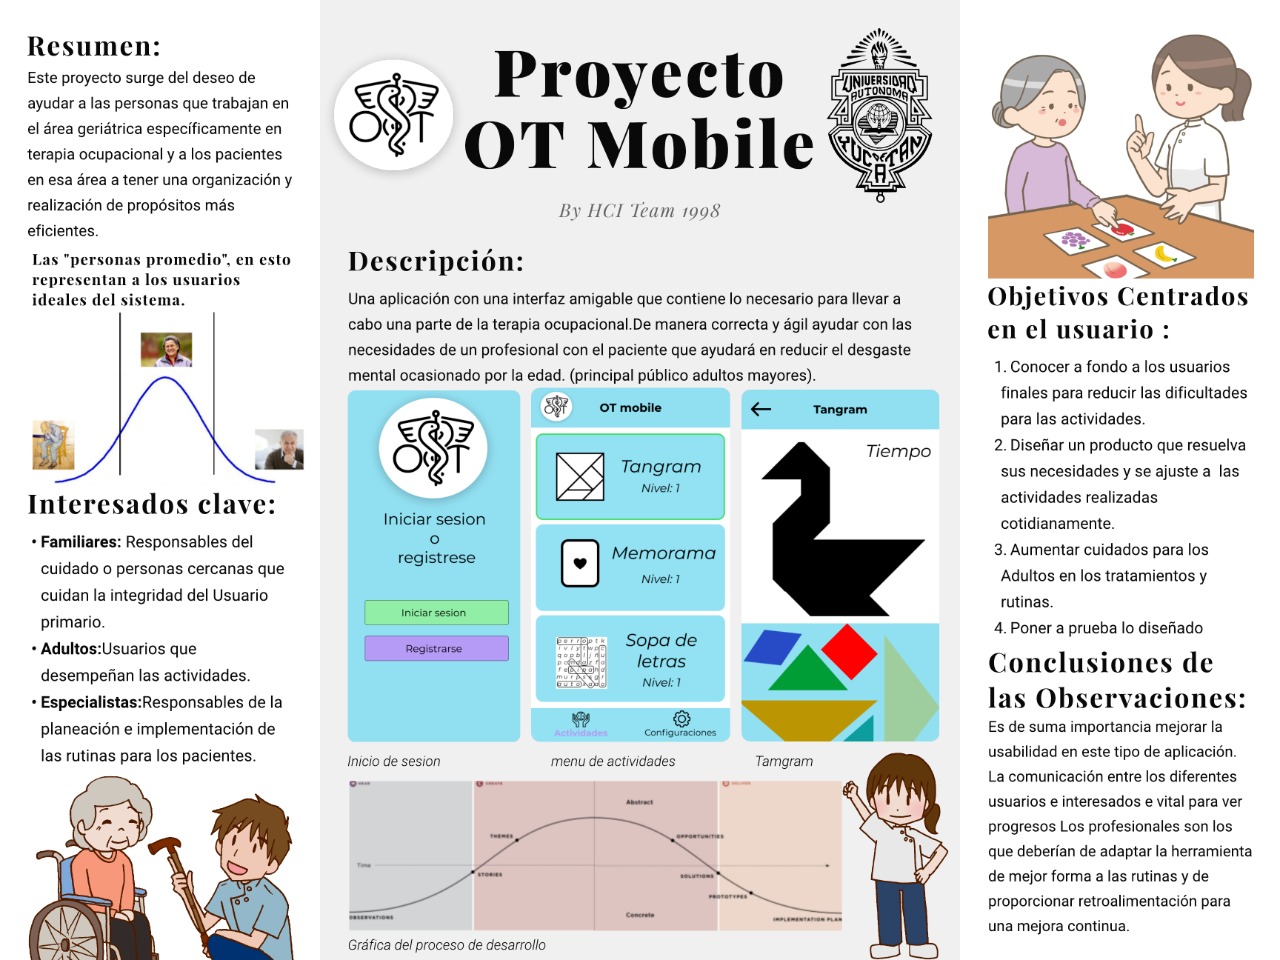 Resumen:
Este proyecto surge del deseo de
ayudar a las personas que trabajan en
el área geriátrica específicamente en
terapia ocupacional y a los pacientes
en esa área a tener una organización y
realización de propósitos más
eficientes.
Las "personas promedio", en esto
representan a los usuarios
ideales del sistema.
Interesados clave:
• Familiares: Responsables del
cuidado o personas cercanas que
cuidan la integridad del Usuario
primario.
• Adultos:Usuarios que
desempeñan las actividades.
• Especialistas:Responsables de la
planeación e implementación de
las rutinas para los pacientes.
OT
Proyecto
OT Mobile
UNIVERSIDAD
AUTONOMA
YUCATAN
By HCI Team 1998
Descripción:
Una aplicación con una interfaz amigable que contiene lo necesario para llevar a
cabo una parte de la terapia ocupacional.De manera correcta y ágil ayudar con las
necesidades de un profesional con el paciente que ayudará en reducir el desgaste
mental ocasionado por la edad. (principal público adultos mayores).
OT
Iniciar sesion
o
registrese
Iniciar sesion
Registrarse
OT
OT mobile
Tangram
Nivel: 1
Memorama
Nivel: 1
Sopa de
letras
Nivel: 1
Actividades
Configuraciones
Tangram
Tiempo
Inicio de sesion
menu de actividades
Tamgram
HEAR
CREATE
DELIVER
Abstract
THEMES
OPPORTUNITIES
Time
STORIES
SOLUTIONS
PROTOTYPES
OBSERVATIONS
Concrete
IMPLEMENTATION PLAN
Gráfica del proceso de desarrollo
Objetivos Centrados
en el usuario :
1. Conocer a fondo a los usuarios
finales para reducir las dificultades
para las actividades.
2. Diseñar un producto que resuelva
sus necesidades y se ajuste a las
actividades realizadas
cotidianamente.
3. Aumentar cuidados para los
Adultos en los tratamientos y
rutinas.
4. Poner a prueba lo diseñado
Conclusiones de
las Observaciones:
Es de suma importancia mejorar la
usabilidad en este tipo de aplicación.
La comunicación entre los diferentes
usuarios e interesados e vital para ver
progresos Los profesionales son los
que deberían de adaptar la herramienta
de mejor forma a las rutinas y de
proporcionar retroalimentación para
una mejora continua.